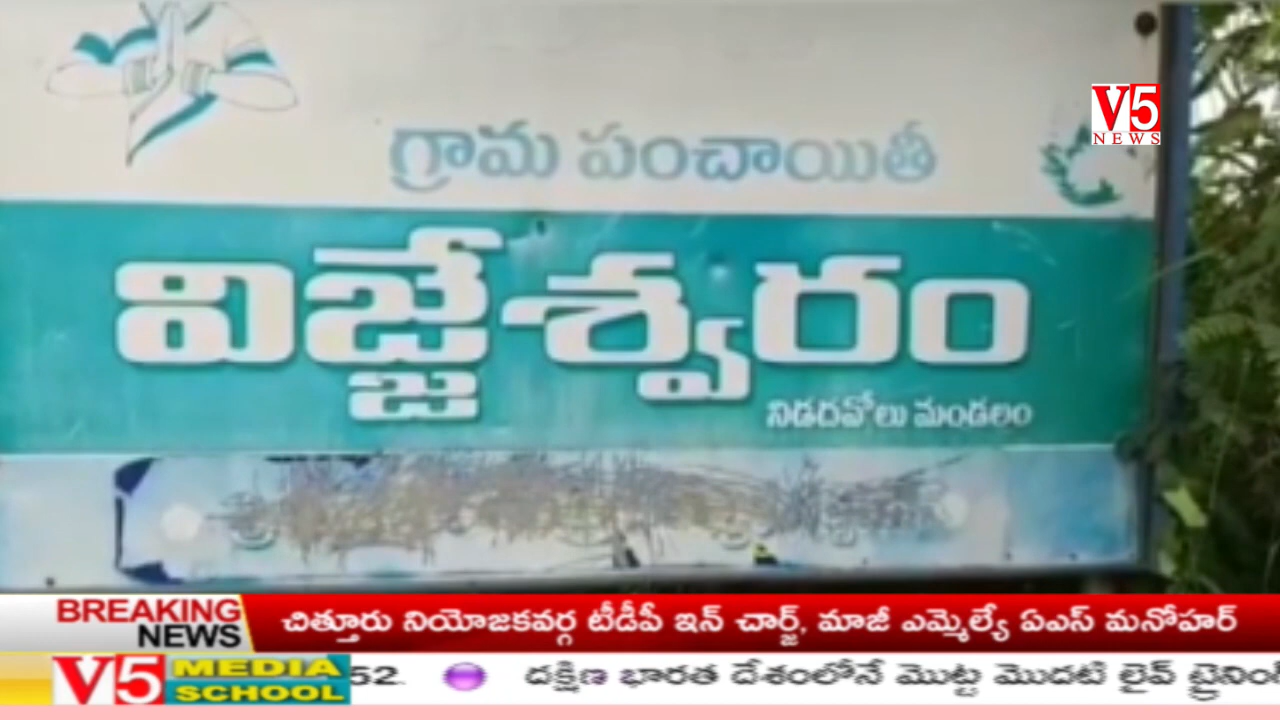 V5
NEWS
గ్రామ పంచాయితీ
విజ్జేశ్వరం
నిడదవోలు మండలం
BREAKING
NEWS
చిత్తూరు నియోజకవర్గ టీడీపీ ఇన్ చార్జ్, మాజీ ఎమ్మెల్యే ఏఎస్ మనోహర్
V5 MEDIA
SCHOOL
52. దక్షిణ భారత దేశంలోనే మొట్ట మొదటి లైవ్ ట్రైనింగ్